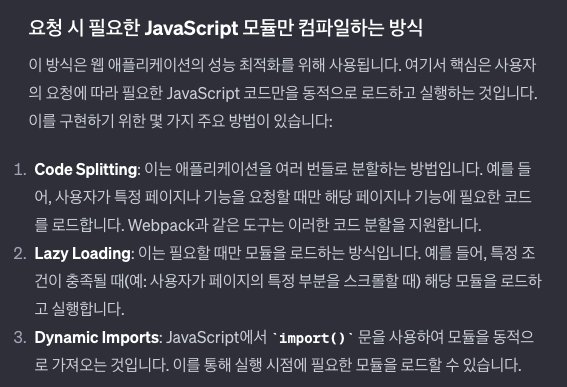 요청 시 필요한 JavaScript 모듈만 컴파일하는 방식
이 방식은 웹 애플리케이션의 성능 최적화를 위해 사용됩니다. 여기서 핵심은 사용자
의 요청에 따라 필요한 JavaScript 코드만을 동적으로 로드하고 실행하는 것입니다.
이를 구현하기 위한 몇 가지 주요 방법이 있습니다:
1. Code Splitting: 이는 애플리케이션을 여러 번들로 분할하는 방법입니다. 예를 들
어, 사용자가 특정 페이지나 기능을 요청할 때만 해당 페이지나 기능에 필요한 코드
를 로드합니다. Webpack과 같은 도구는 이러한 코드 분할을 지원합니다.
2. Lazy Loading: 이는 필요할 때만 모듈을 로드하는 방식입니다. 예를 들어, 특정 조
건이 충족될 때(예: 사용자가 페이지의 특정 부분을 스크롤할 때) 해당 모듈을 로드하
고 실행합니다.
3. Dynamic Imports: JavaScript에서 `import()` 문을 사용하여 모듈을 동적으
로 가져오는 것입니다. 이를 통해 실행 시점에 필요한 모듈을 로드할 수 있습니다.